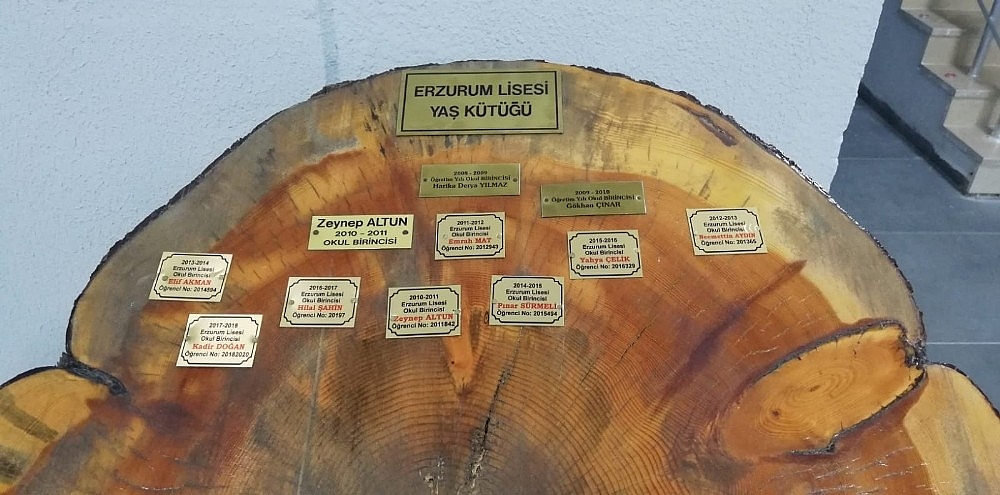 ERZURUM LİSESİ
YAŞ KÜTÜĞÜ
2008 - 2009
Öğretim Yılı Okul BİRİNCİSİ
Harika Derya YILMAZ
2009 - 2010
Öğretim Yılı Okul BİRİNCİSİ
Gökhan ÇINAR
Zeynep ALTUN
2010 - 2011
OKUL BİRİNCİSİ
2011-2012
Erzurum Lisesi
Okul Birincisi
Emrah MAT
Öğrenci No: 2012943
2015-2016
Erzurum Lisesi
Okul Birincisi
Yahya ÇELİK
Öğrenci No: 2016329
2012-2013
Erzurum Lisesi
Okul Birincisi
Necmettin AYDIN
Öğrenci No: 201365
2013-2014
Erzurum Lisesi
Okul Birincisi
Elif AKMAN
Öğrenci No: 2014594
2016-2017
Erzurum Lisesi
Okul Birincisi
Hilal ŞAHİN
Öğrenci No: 20197
2010-2011
Erzurum Lisesi
Okul Birincisi
Zeynep ALTUN
Öğrenci No: 2011842
2014-2015
Erzurum Lisesi
Okul Birincisi
Pınar SÜRMELİ
Öğrenci No: 2015494
2017-2018
Erzurum Lisesi
Okul Birincisi
Kadir DOĞAN
Öğrenci No: 20182020